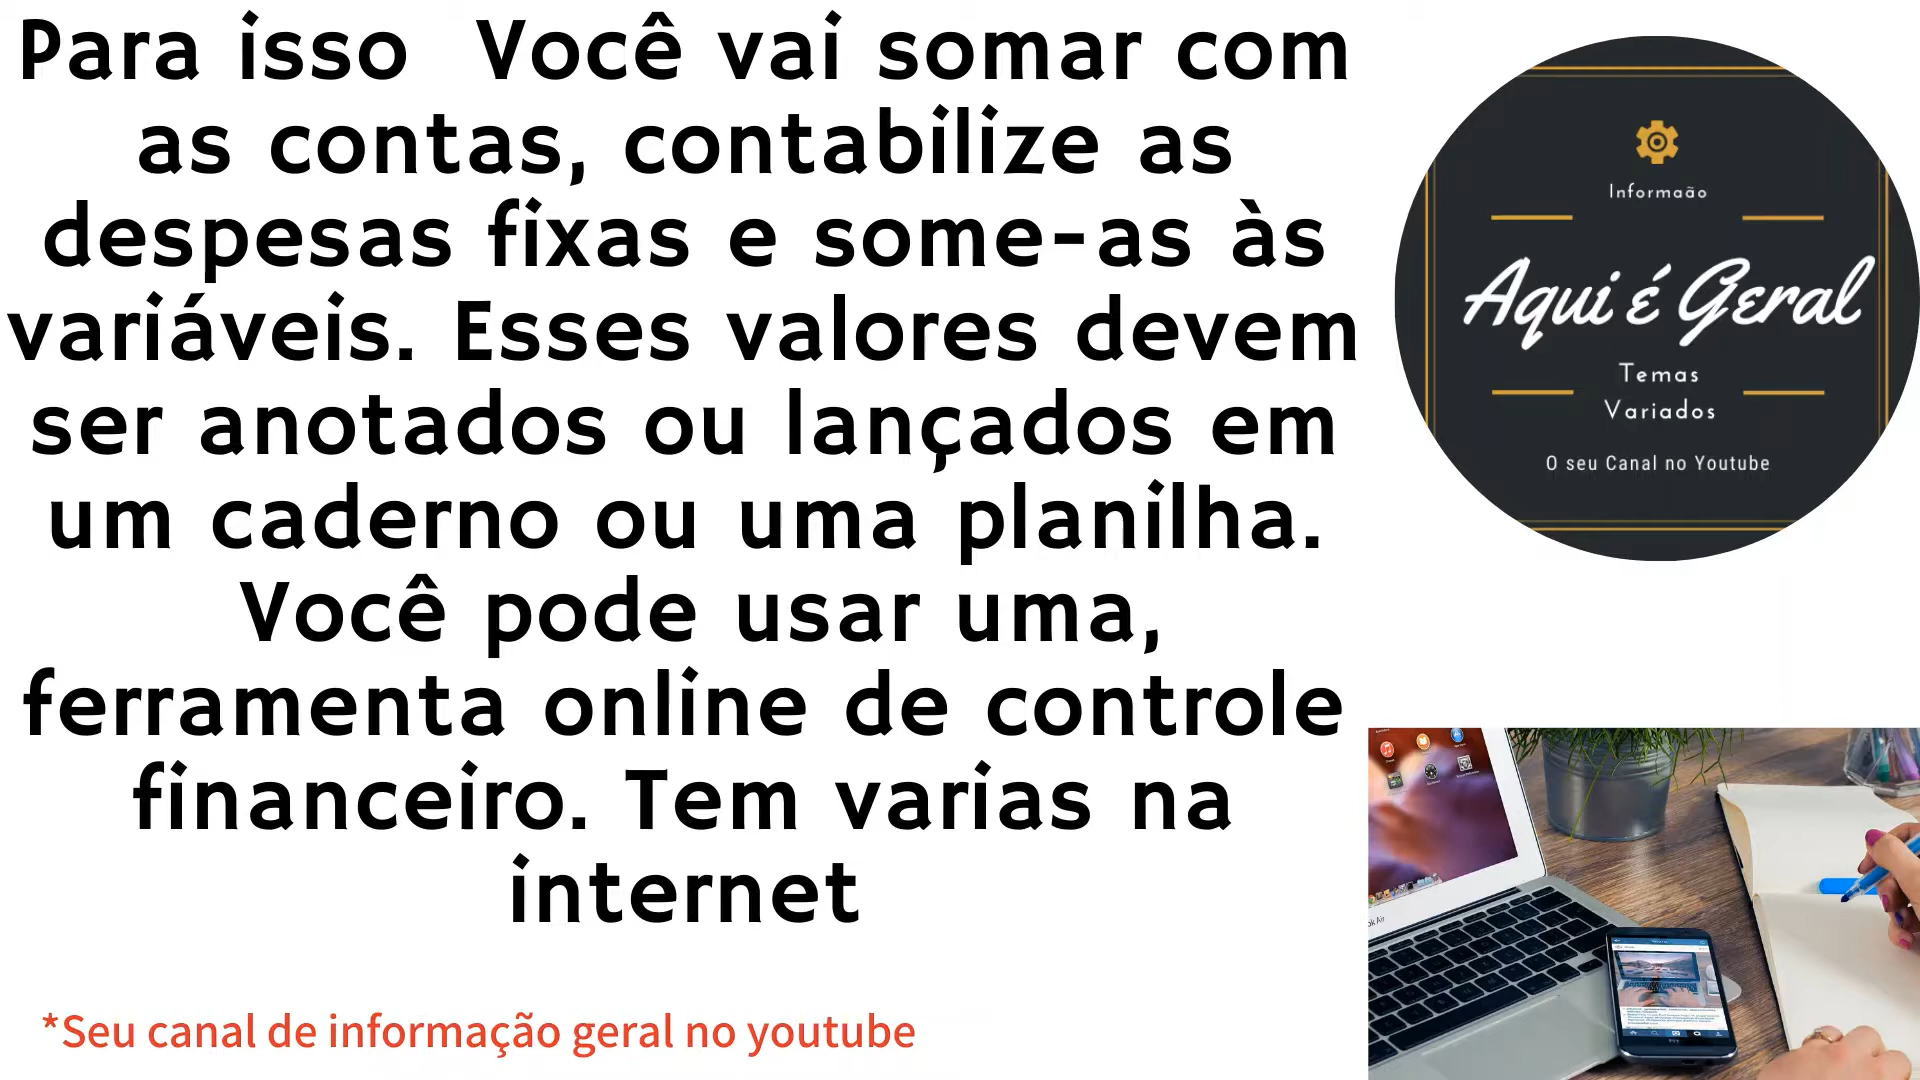 Para isso Você vai somar com
as contas, contabilize as
despesas fixas e some-as às
variáveis. Esses valores devem
ser anotados ou lançados em
um caderno ou uma planilha.
Você pode usar uma,
ferramenta online de controle
financeiro. Tem varias na
internet
*Seu canal de informação geral no youtube
Informaão
Aqui é Geral
Temas
Variados
O seu Canal no Youtube